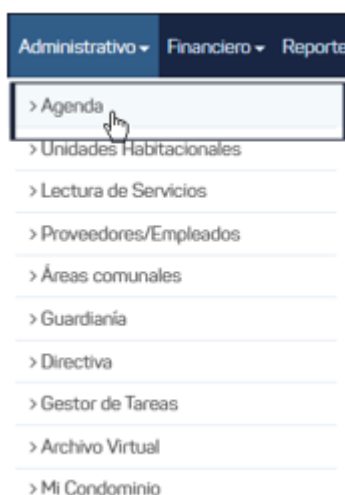 Administrativo Financiero Reporte
> Agenda
> Unidades Habitacionales
> Lectura de Servicios
> Proveedores/Empleados
> Áreas comunales
> Guardianía
> Directiva
> Gestor de Tareas
> Archivo Virtual
> Mi Condominio